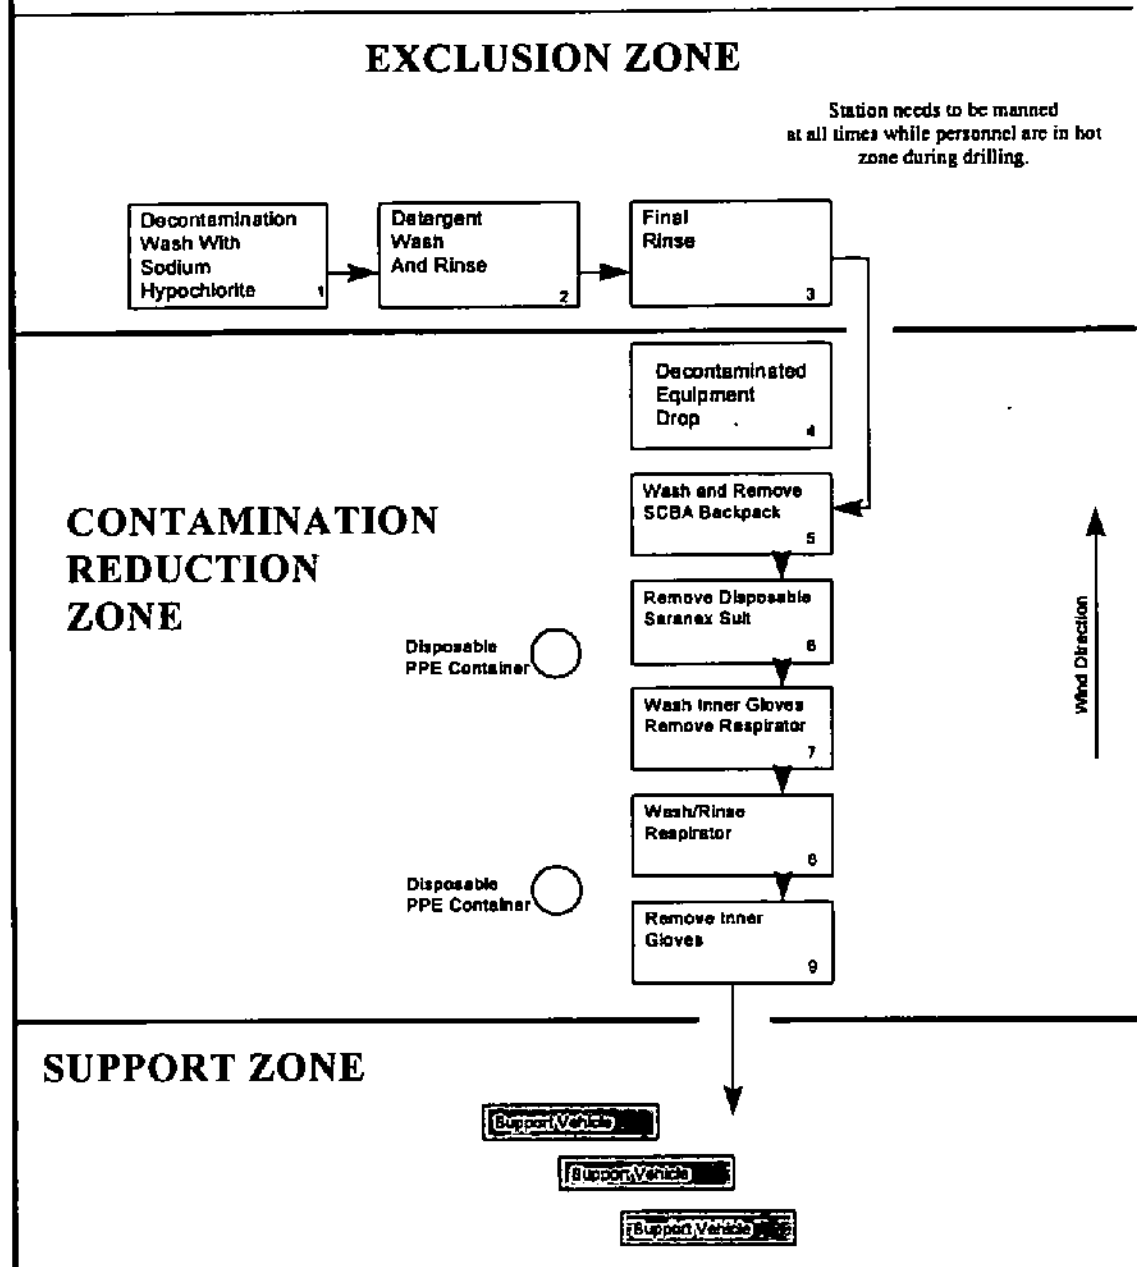 EXCLUSION ZONE
Station needs to be manned
at all times while personnel are in hot
zone during drilling.
Decontamination
Wash With
Sodium
Hypochlorite 1
Detergent
Wash
And Rinse
2
Final
Rinse
3
Decontaminated
Equipment
Drop
4
CONTAMINATION
REDUCTION
ZONE
Wash and Remove
SCBA Backpack
5
Remove Disposable
Saranex Suit
6
Disposable
PPE Container
Wash Inner Gloves
Remove Respirator
7
Wash/Rinse
Respirator
8
Disposable
PPE Container
Remove Inner
Gloves
9
Wind Direction
SUPPORT ZONE
Support Vehicle
Support Vehicle
Support Vehicle